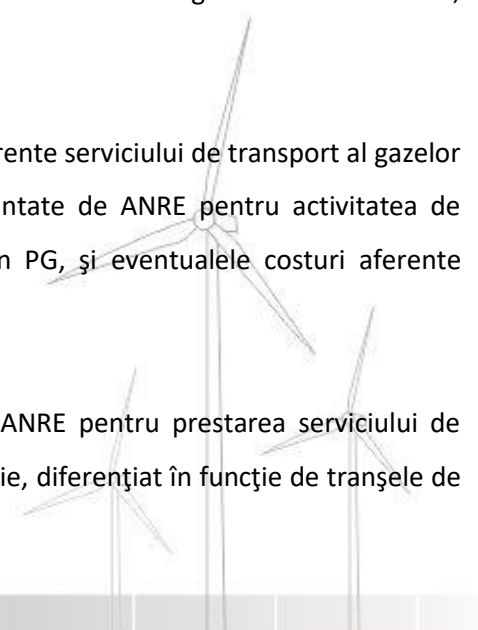 erente serviciului de transport al gazelor
ntate de ANRE pentru activitatea de
n PG, şi eventualele costuri aferente
ANRE pentru prestarea serviciului de
ie, diferenţiat în funcţie de tranşele de